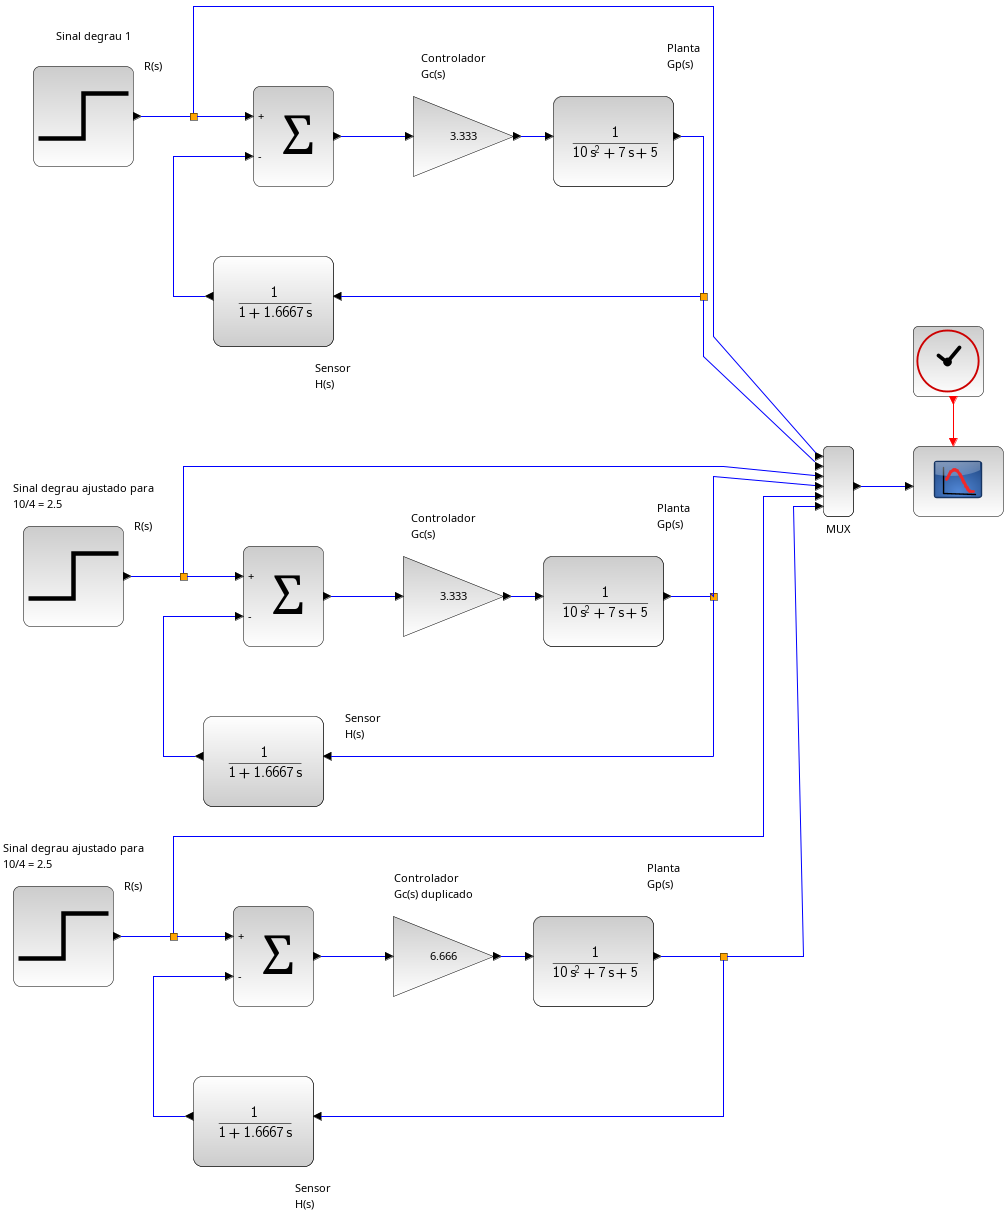 Sinal degrau 1
R(s)
Controlador
Gc(s)
Planta
Gp(s)
+
-
Σ
3.333
1
10 s² + 7 s + 5
1
1 + 1.6667 s
Sensor
H(s)
MUX
Sinal degrau ajustado para
10/4 = 2.5
R(s)
Controlador
Gc(s)
Planta
Gp(s)
+
-
Σ
3.333
1
10 s² + 7 s + 5
Sensor
H(s)
1
1 + 1.6667 s
Sinal degrau ajustado para
10/4 = 2.5
R(s)
Controlador
Gc(s) duplicado
Planta
Gp(s)
+
-
Σ
6.666
1
10 s² + 7 s + 5
1
1 + 1.6667 s
Sensor
H(s)